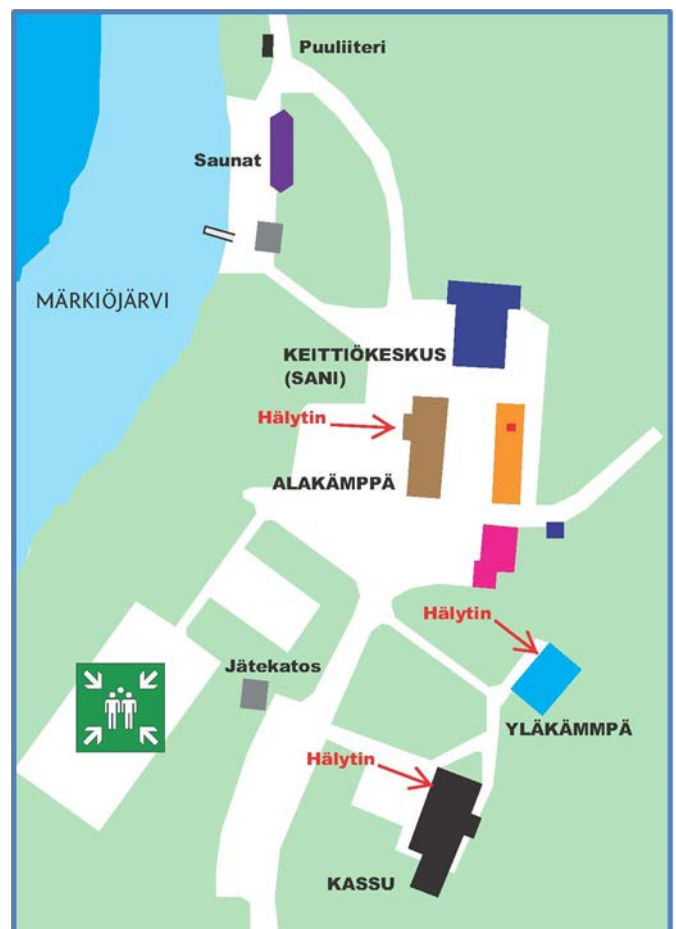 Puuliiteri
Saunat
MÄRKIÖJÄRVI
KEITTIÖKESKUS
(SANI)
Hälytin
ALAKÄMPPÄ
Hälytin
Jätekatos
YLÄKÄMMPÄ
Hälytin
KASSU